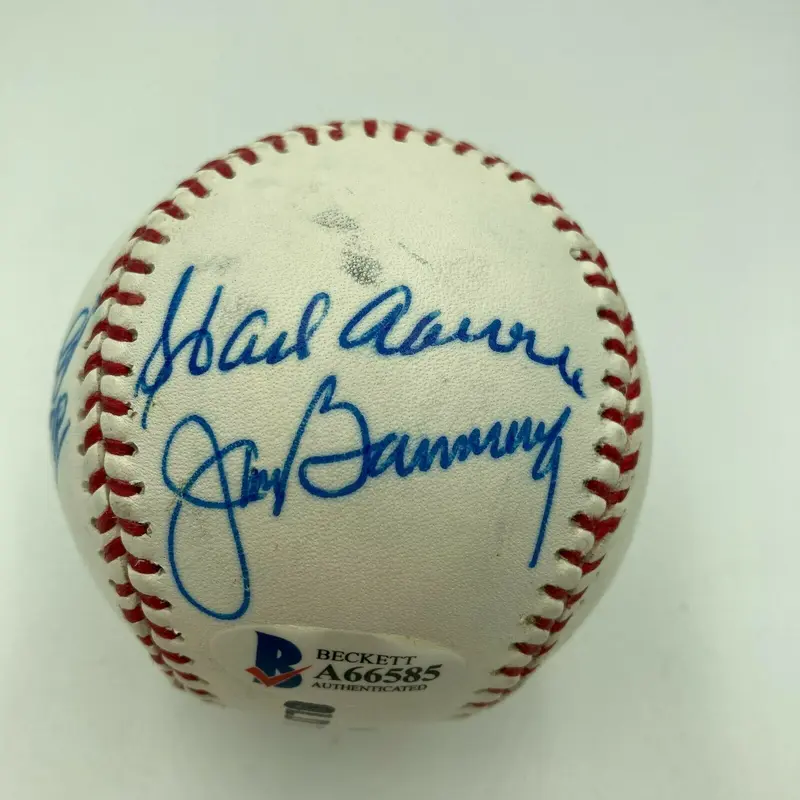 Hank Aaron
Jim Bunning
BECKETT
A66585
AUTHENTICATED